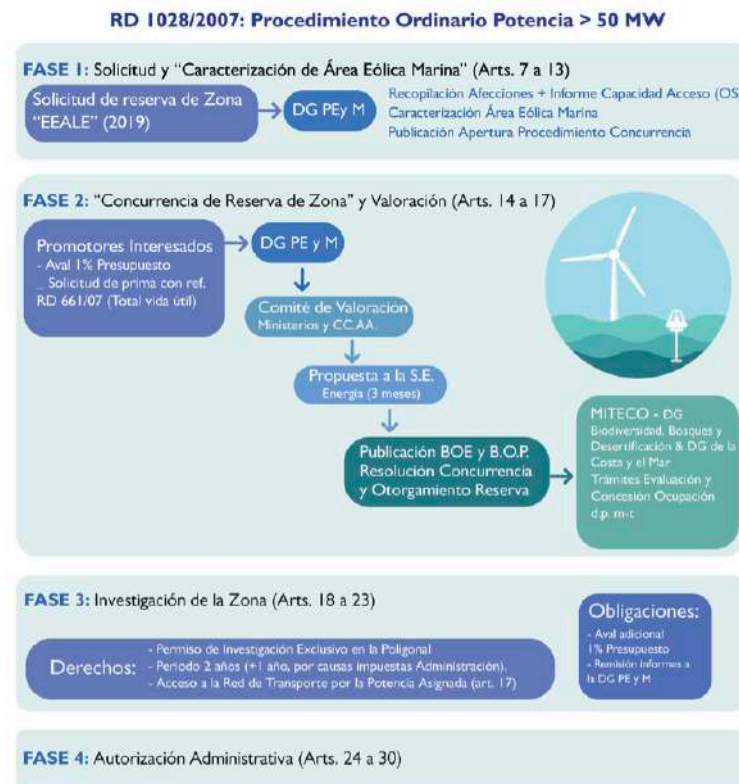 RD 1028/2007: Procedimiento Ordinario Potencia > 50 MW
FASE 1: Solicitud y "Caracterización de Área Eólica Marina" (Arts. 7 a 13)
Solicitud de reserva de Zona
"EEALE" (2019)
DG PEy M
Recopilación Afecciones + Informe Capacidad Acceso (OS
Caracterización Área Eólica Marina
Publicación Apertura Procedimiento Concurrencia
FASE 2: "Concurrencia de Reserva de Zona" y Valoración (Arts. 14 a 17)
Promotores Interesados
- Aval 1% Presupuesto
_ Solicitud de prima con ref.
RD 661/07 (Total vida útil)
DG PE y M
Comité de Valoración
Ministerios y CC.AA.
Propuesta a la S.E.
Energía (3 meses)
Publicación BOE y B.O.P.
Resolución Concurrencia
y Otorgamiento Reserva
MITECO - DG
Biodiversidad, Bosques y
Desertificación & DG de la
Costa y el Mar
Trámites Evaluación y
Concesión Ocupación
d.p. m-t
FASE 3: Investigación de la Zona (Arts. 18 a 23)
Derechos:
- Permiso de Investigación Exclusivo en la Poligonal
- Periodo 2 años (+1 año, por causas impuestas Administración).
- Acceso a la Red de Transporte por la Potencia Asignada (art. 17)
Obligaciones:
- Aval adicional
1% Presupuesto
- Remisión informes a
la DG PE y M
FASE 4: Autorización Administrativa (Arts. 24 a 30)